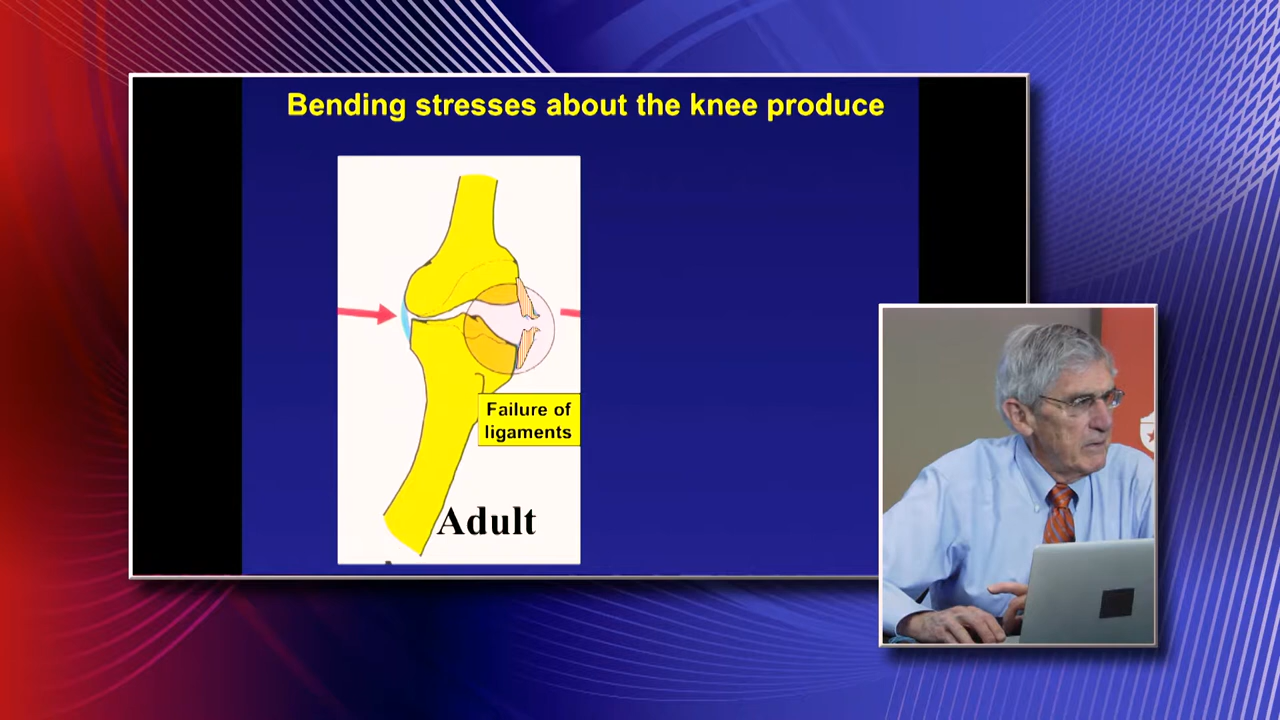 Bending stresses about the knee produce
Failure of
ligaments
Adult